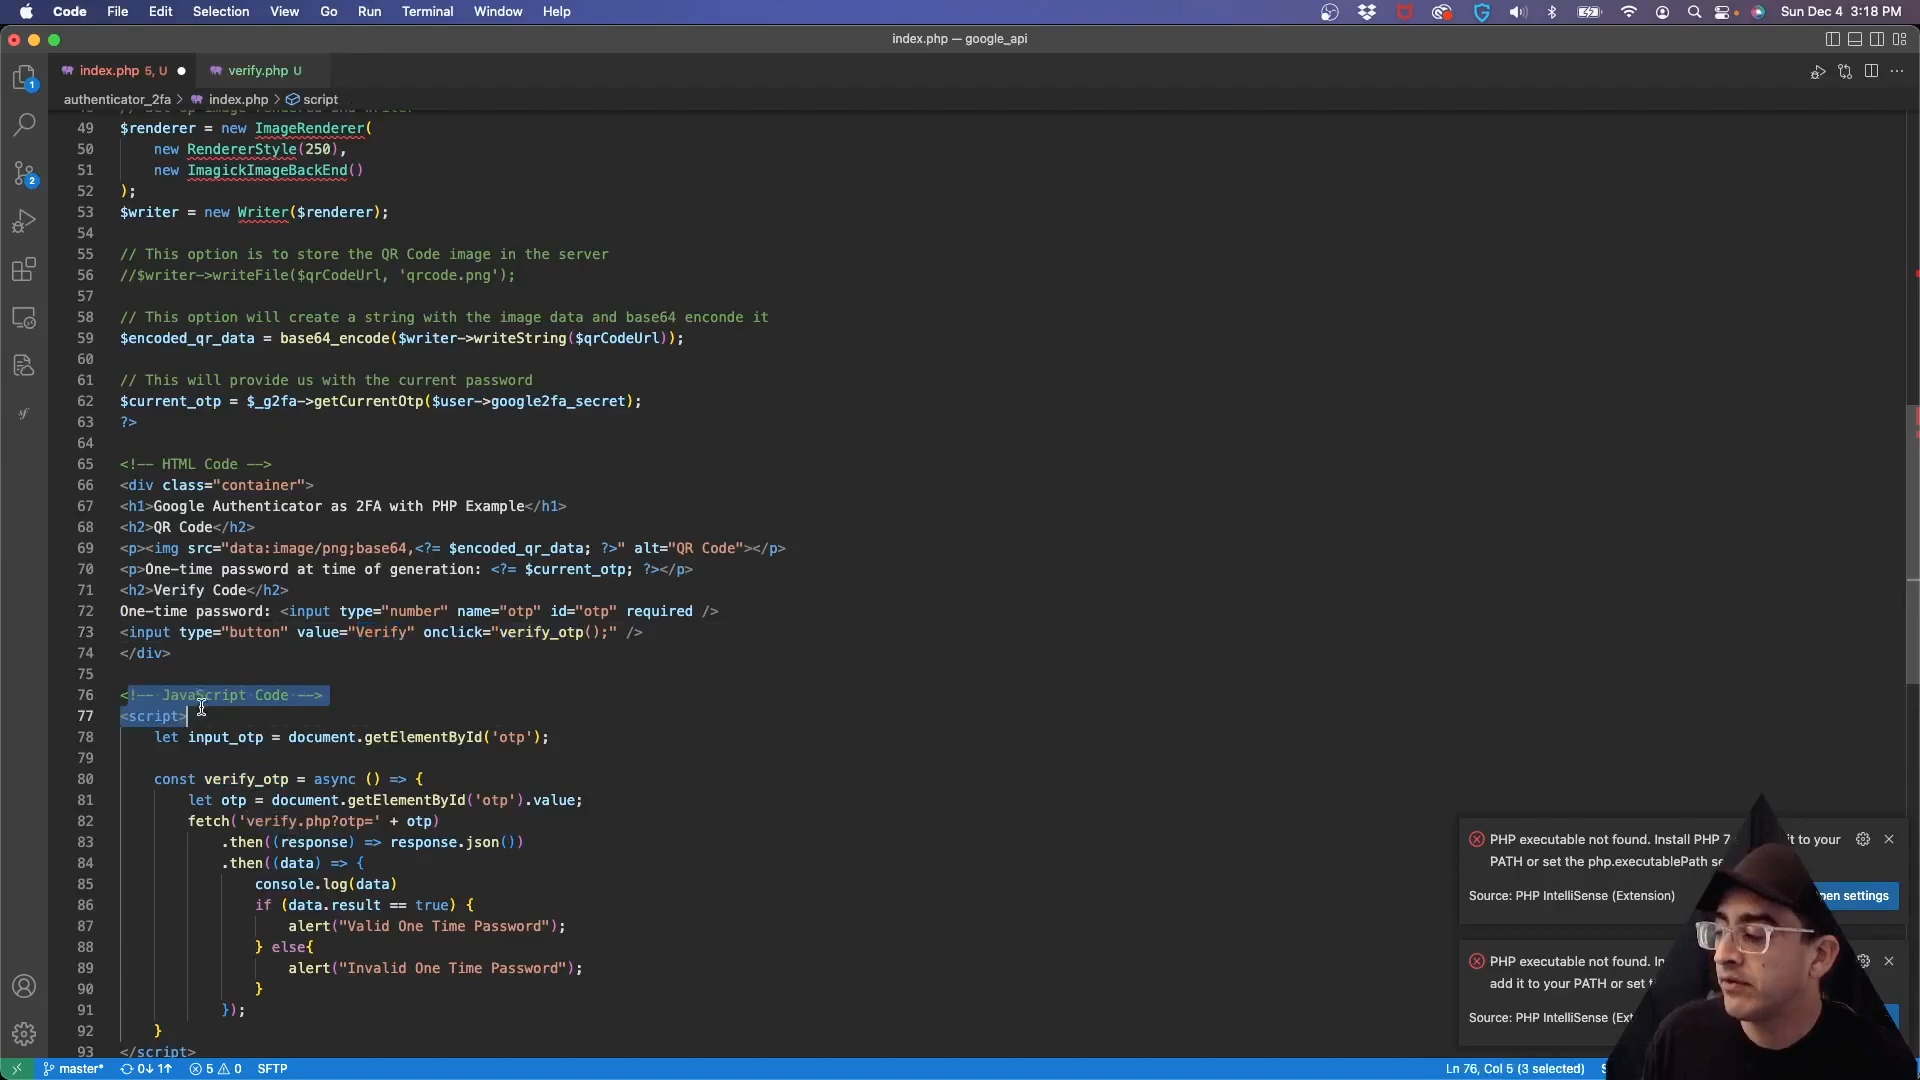 Code File Edit Selection View Go Run Terminal Window Help Sun Dec 4 3:18 PM
index.php — google_api
index.php 5, U verify.php U
authenticator_2fa > index.php > script
49 $renderer = new ImageRenderer(
50 new RendererStyle(250),
51 new ImagickImageBackEnd()
52 );
53 $writer = new Writer($renderer);
54
55 // This option is to store the QR Code image in the server
56 //$writer->writeFile($qrCodeUrl, 'qrcode.png');
57
58 // This option will create a string with the image data and base64 enconde it
59 $encoded_qr_data = base64_encode($writer->writeString($qrCodeUrl));
60
61 // This will provide us with the current password
62 $current_otp = $_g2fa->getCurrentOtp($user->google2fa_secret);
63 ?>
64
65 <!-- HTML Code -->
66 <div class="container">
67 <h1>Google Authenticator as 2FA with PHP Example</h1>
68 <h2>QR Code</h2>
69 <p><img src="data:image/png;base64,<?= $encoded_qr_data; ?>" alt="QR Code"></p>
70 <p>One-time password at time of generation: <?= $current_otp; ?></p>
71 <h2>Verify Code</h2>
72 One-time password: <input type="number" name="otp" id="otp" required />
73 <input type="button" value="Verify" onclick="verify_otp();" />
74 </div>
75
76 <!-- JavaScript Code -->
77 <script>
78 let input_otp = document.getElementById('otp');
79
80 const verify_otp = async () => {
81 let otp = document.getElementById('otp').value;
82 fetch('verify.php?otp=' + otp)
83 .then((response) => response.json())
84 .then((data) => {
85 console.log(data)
86 if (data.result == true) {
87 alert("Valid One Time Password");
88 } else{
89 alert("Invalid One Time Password");
90 }
91 });
92 }
93 </script>
PHP executable not found. Install PHP 7 it to your
PATH or set the php.executablePath se
Source: PHP IntelliSense (Extension) pen settings
PHP executable not found. In
add it to your PATH or set t
Source: PHP IntelliSense (Ext
1
2
master* 0↓ 1↑ 5 0 SFTP Ln 76, Col 5 (3 selected)